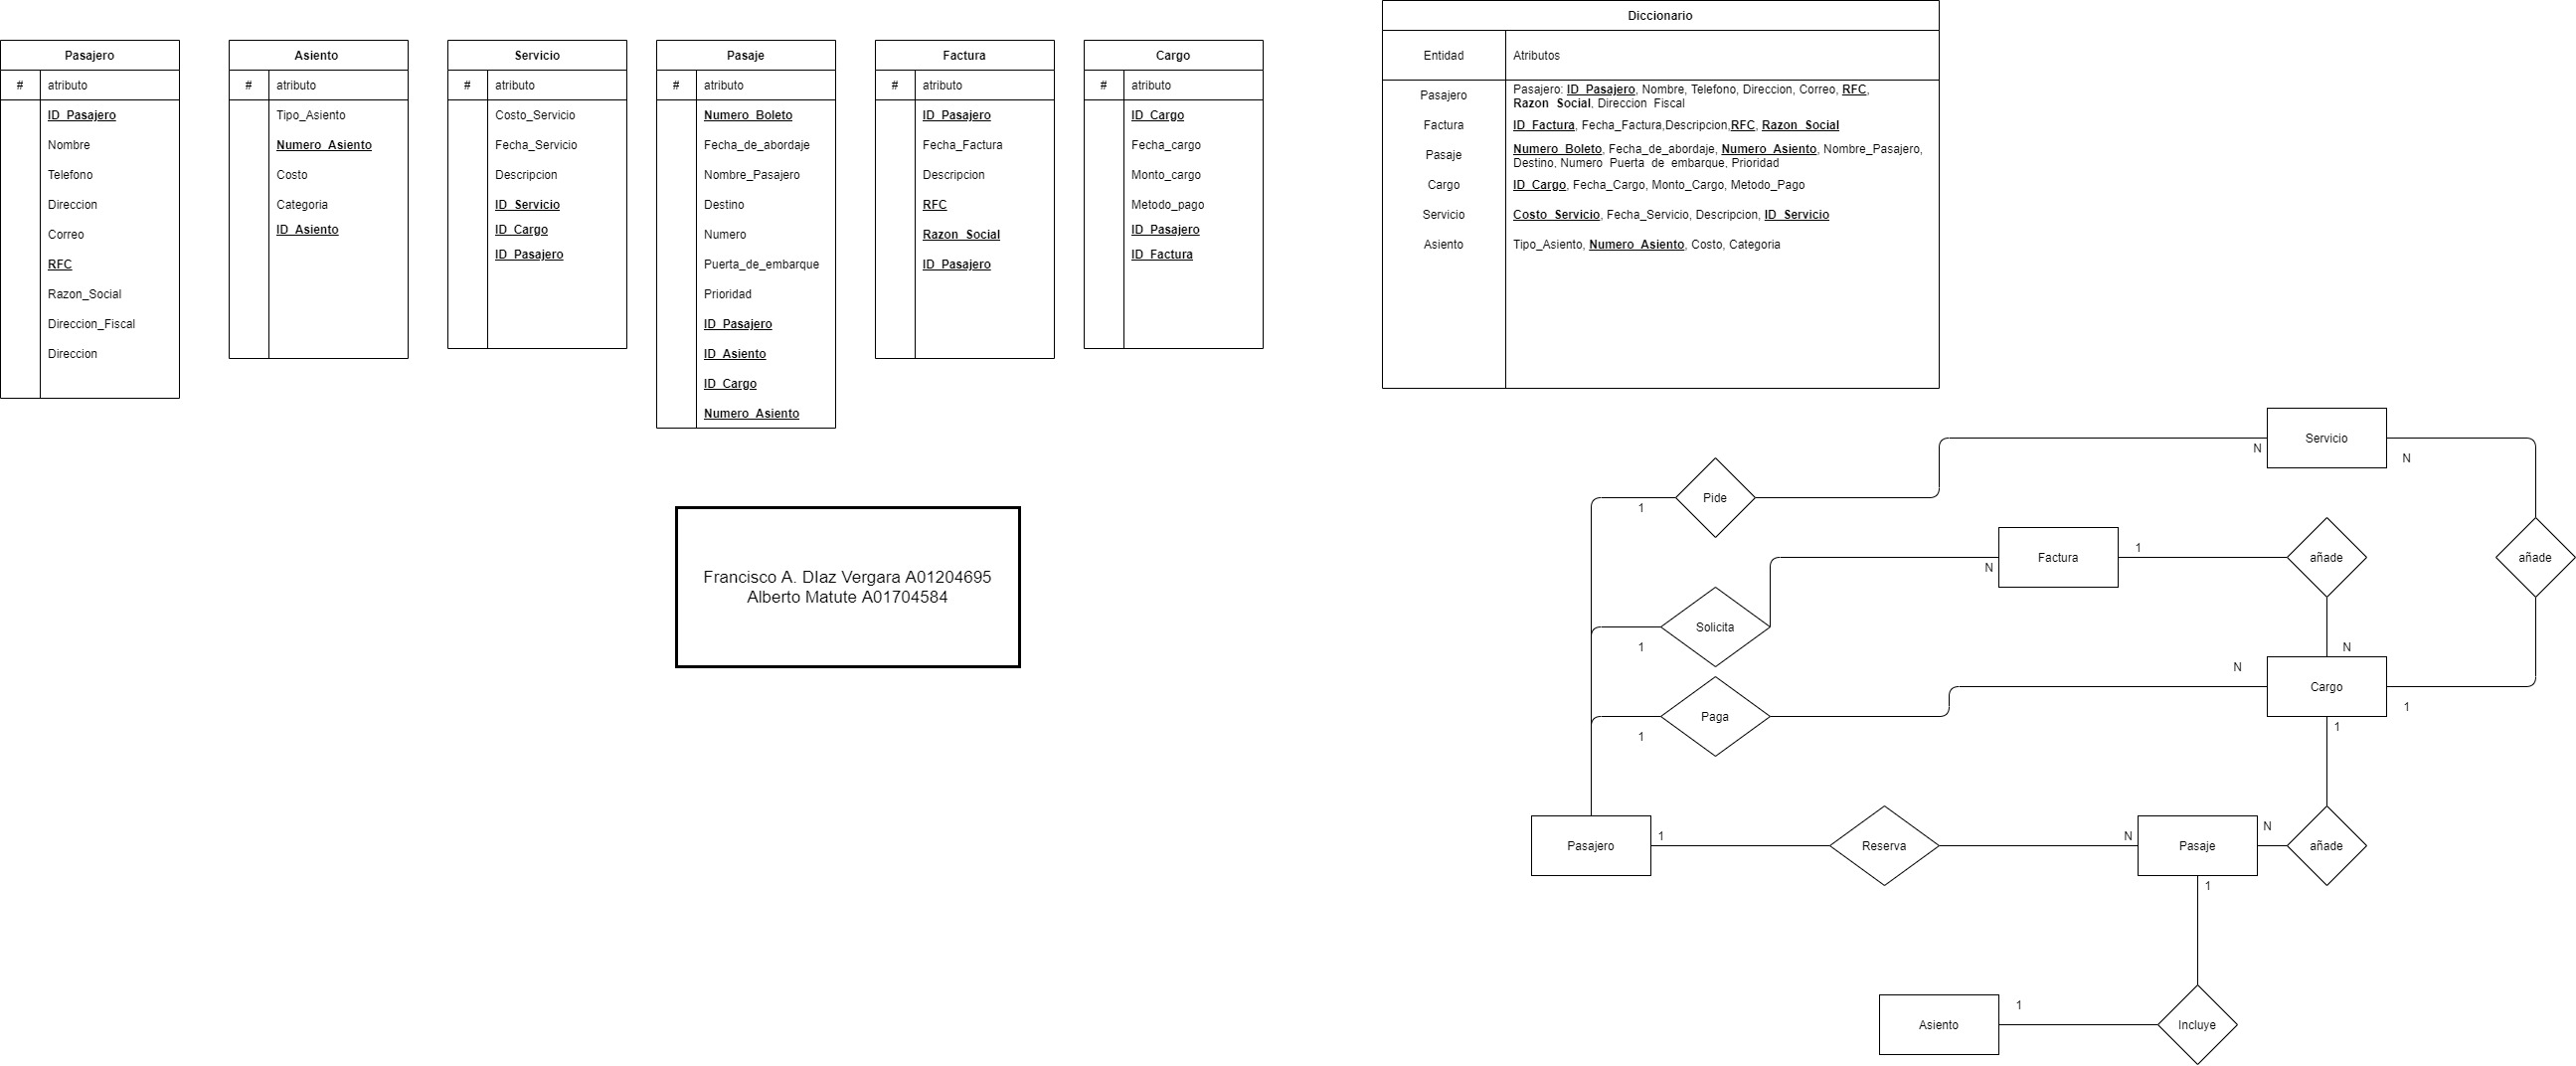 Pasajero
# atributo
ID_Pasajero
Nombre
Telefono
Direccion
Correo
RFC
Razon_Social
Direccion_Fiscal
Direccion
Asiento
# atributo
Tipo_Asiento
Numero_Asiento
Costo
Categoria
ID_Asiento
Servicio
# atributo
Costo_Servicio
Fecha_Servicio
Descripcion
ID_Servicio
ID_Cargo
ID_Pasajero
Pasaje
# atributo
Numero_Boleto
Fecha_de_abordaje
Nombre_Pasajero
Destino
Numero
Puerta_de_embarque
Prioridad
ID_Pasajero
ID_Asiento
ID_Cargo
Numero_Asiento
Factura
# atributo
ID_Pasajero
Fecha_Factura
Descripcion
RFC
Razon_Social
ID_Pasajero
Cargo
# atributo
ID_Cargo
Fecha_cargo
Monto_cargo
Metodo_pago
ID_Pasajero
ID_Factura
Diccionario
Entidad Atributos
Pasajero Pasajero: ID_Pasajero, Nombre, Telefono, Direccion, Correo, RFC,
Razon_Social, Direccion_Fiscal
Factura ID_Factura, Fecha_Factura,Descripcion,RFC, Razon_Social
Pasaje Numero_Boleto, Fecha_de_abordaje, Numero_Asiento, Nombre_Pasajero,
Destino, Numero_Puerta_de_embarque, Prioridad
Cargo ID_Cargo, Fecha_Cargo, Monto_Cargo, Metodo_Pago
Servicio Costo_Servicio, Fecha_Servicio, Descripcion, ID_Servicio
Asiento Tipo_Asiento, Numero_Asiento, Costo, Categoria
Francisco A. DIaz Vergara A01204695
Alberto Matute A01704584
Servicio
N
N
Pide
1
Factura
1
N
añade
añade
Solicita
1
N
N
Cargo
1
1
Paga
1
Pasajero
1
Reserva
N
Pasaje
N
añade
1
Asiento
1
Incluye